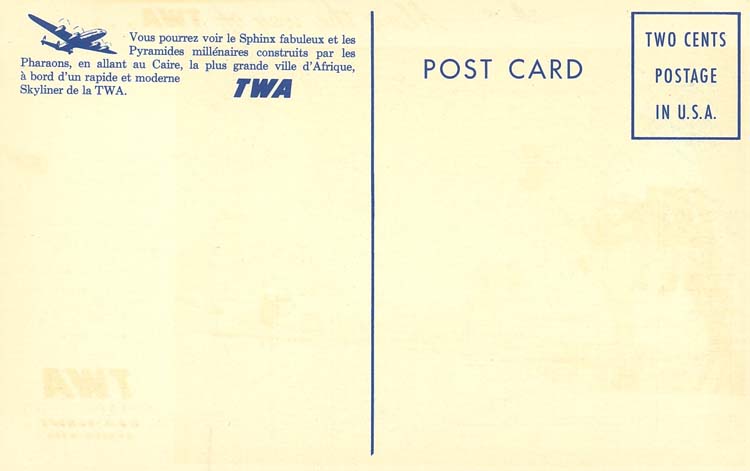 Vous pourrez voir le Sphinx fabuleux et les
Pyramides millénaires construits par les
Pharaons, en allant au Caire, la plus grande ville d'Afrique,
à bord d'un rapide et moderne
Skyliner de la TWA.
TWA
POST CARD
TWO CENTS
POSTAGE
IN U.S.A.
TWA